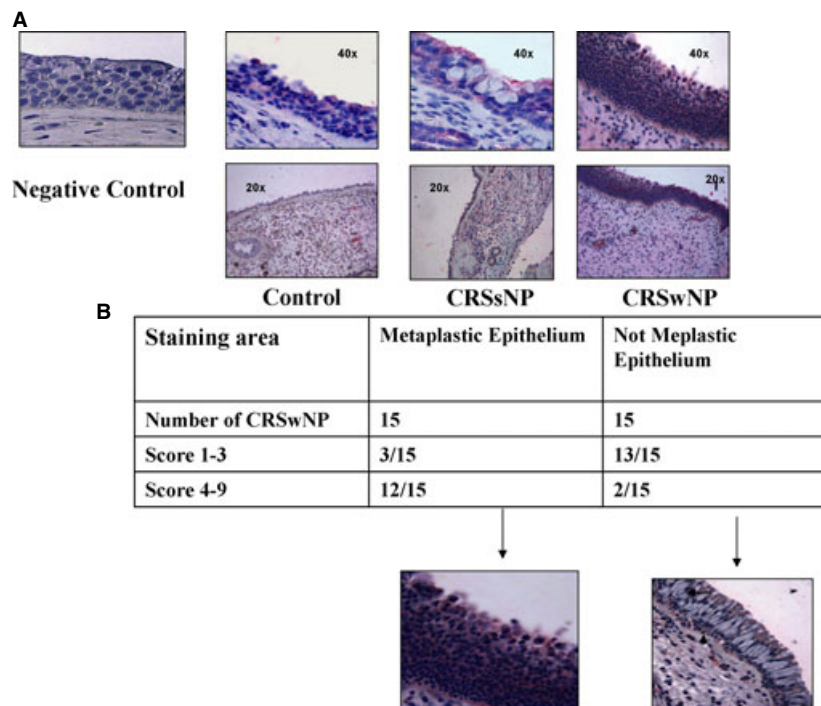 A
40x
40x
40x
Negative Control
20x
20x
20x
Control
CRSsNP
CRSwNP
B
Staining area
Metaplastic Epithelium
Not Meplastic
Epithelium
Number of CRSwNP
15
15
Score 1-3
3/15
13/15
Score 4-9
12/15
2/15